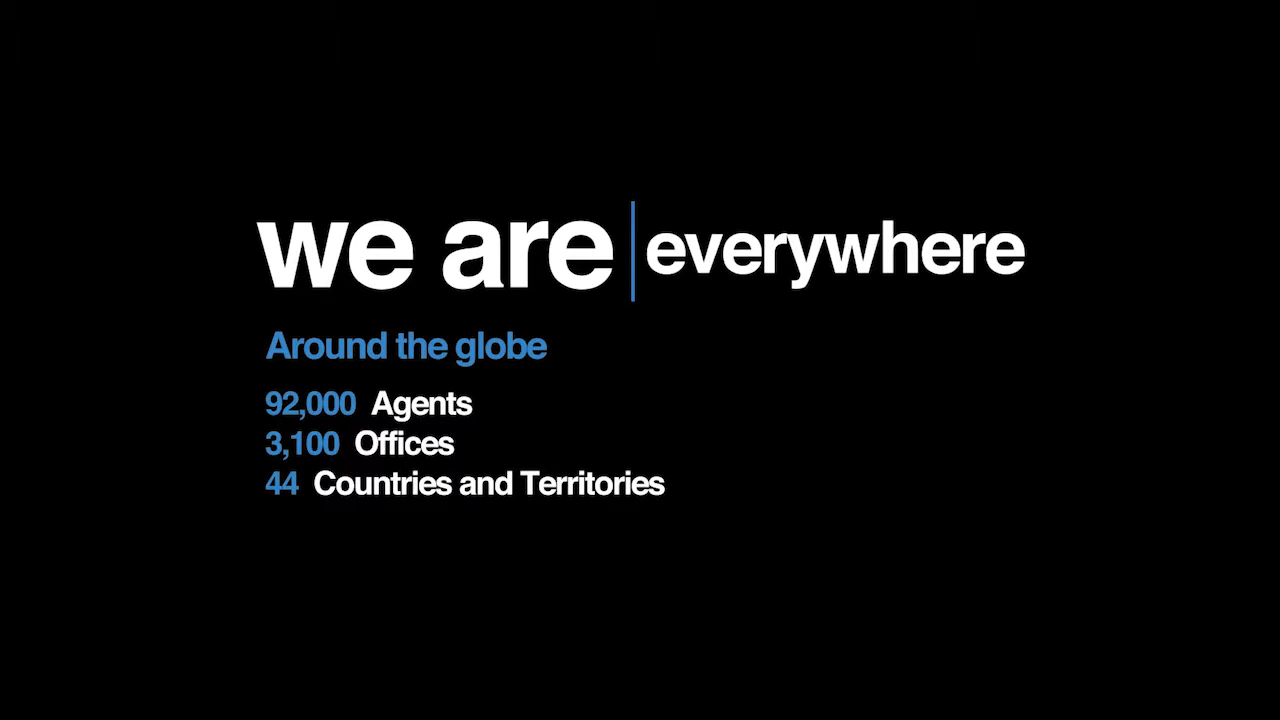 we are everywhere
Around the globe
92,000 Agents
3,100 Offices
44 Countries and Territories